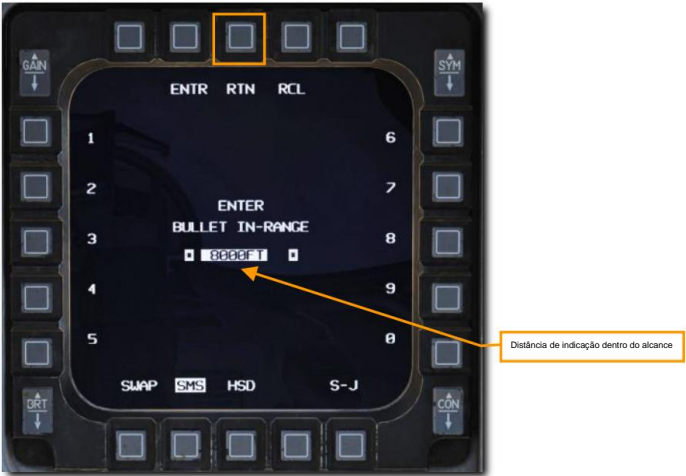 GAIN
SYM
ENTR RTN RCL
1
6
2
7
ENTER
BULLET IN-RANGE
3
8
8000FT
4
9
5
0
Distância de indicação dentro do alcance
SWAP SMS HSD S-J
BRT
CON